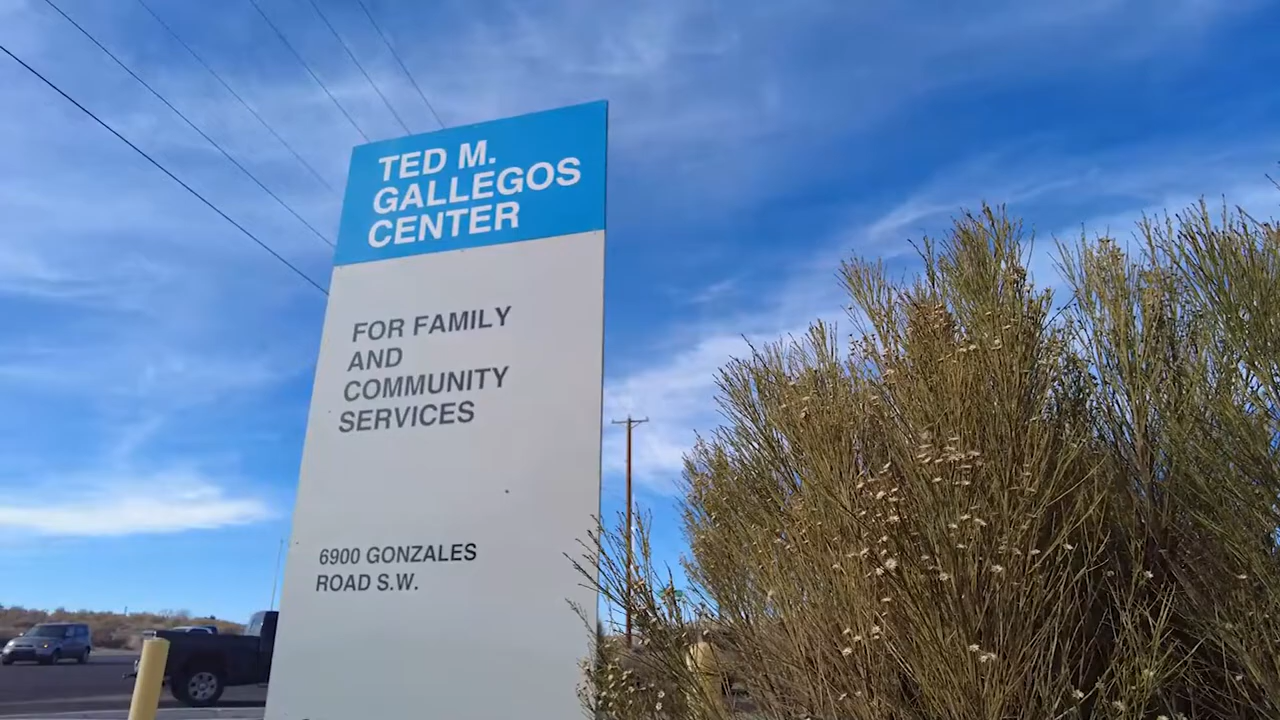 TED M.
GALLEGOS
CENTER
FOR FAMILY
AND
COMMUNITY
SERVICES
6900 GONZALES
ROAD S.W.